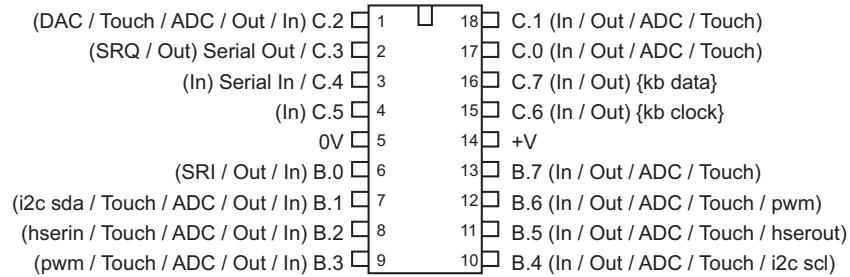 (DAC / Touch / ADC / Out / In) C.2 1 18 C.1 (In / Out / ADC / Touch)
(SRQ / Out) Serial Out / C.3 2 17 C.0 (In / Out / ADC / Touch)
(In) Serial In / C.4 3 16 C.7 (In / Out) {kb data}
(In) C.5 4 15 C.6 (In / Out) {kb clock}
0V 5 14 +V
(SRI / Out / In) B.0 6 13 B.7 (In / Out / ADC / Touch)
(i2c sda / Touch / ADC / Out / In) B.1 7 12 B.6 (In / Out / ADC / Touch / pwm)
(hserin / Touch / ADC / Out / In) B.2 8 11 B.5 (In / Out / ADC / Touch / hserout)
(pwm / Touch / ADC / Out / In) B.3 9 10 B.4 (In / Out / ADC / Touch / i2c scl)